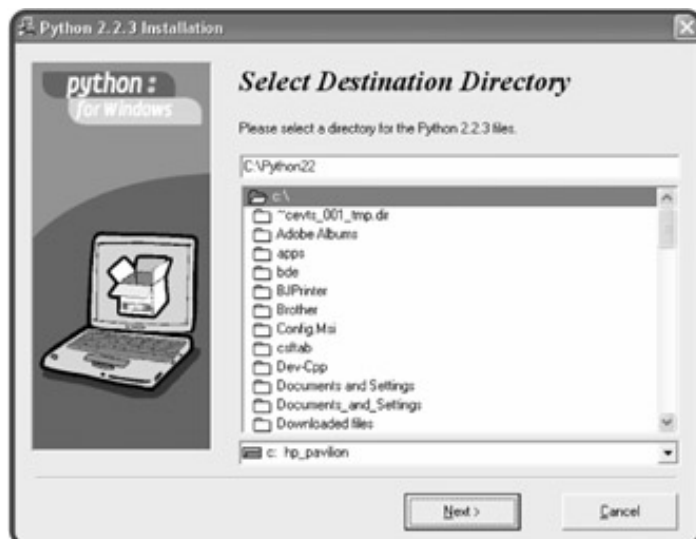 Python 2.2.3 Installation
python :
for Windows
Select Destination Directory
Please select a directory for the Python 2.2.3 files.
C:\Python22
c:\
~cevts_001_tmp.dir
Adobe Albums
apps
bde
BJPrinter
Brother
Config.Msi
csftab
Dev-Cpp
Documents and Settings
Documents_and_Settings
Downloaded files
c: hp_pavilion
Next >
Cancel